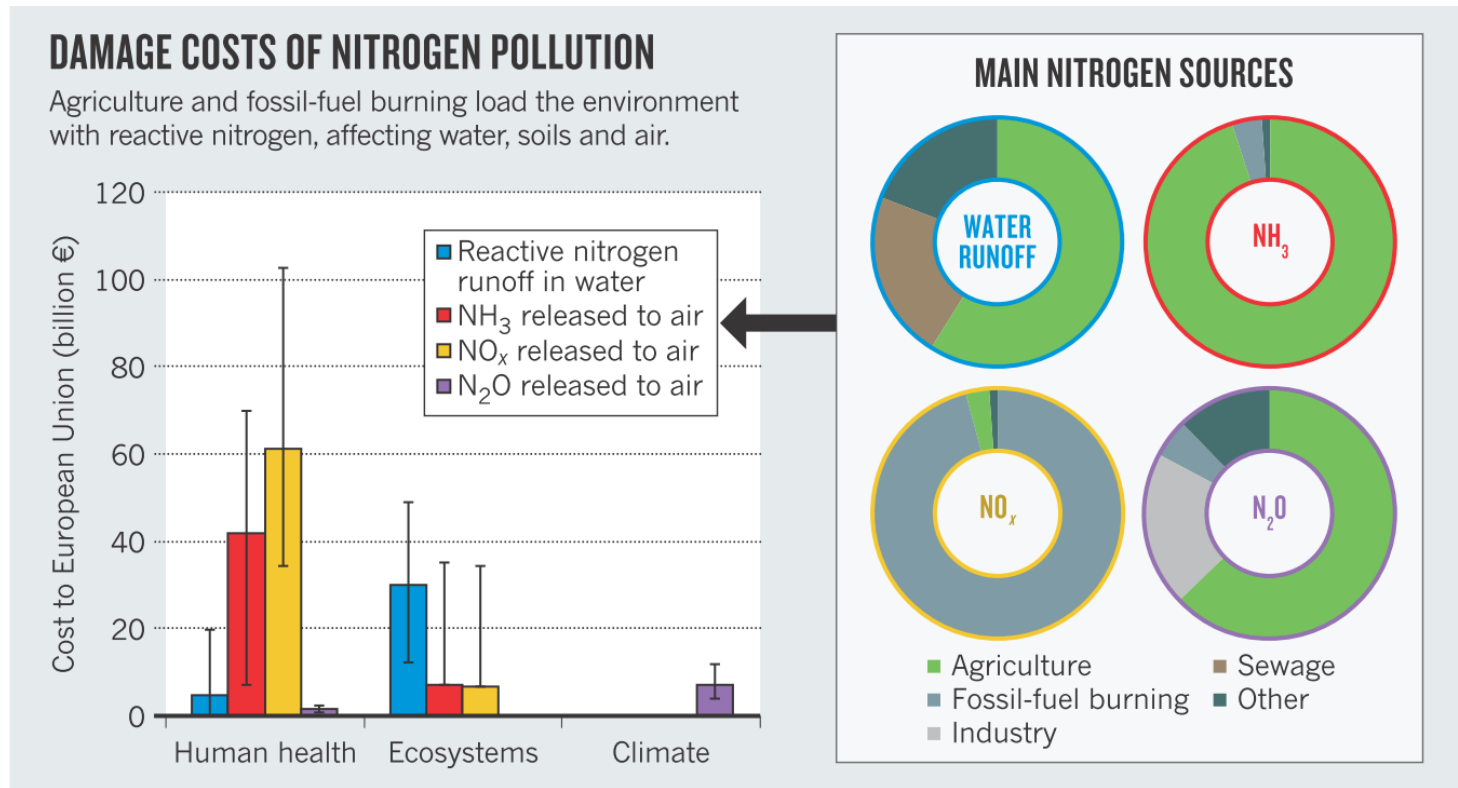 DAMAGE COSTS OF NITROGEN POLLUTION
Agriculture and fossil-fuel burning load the environment
with reactive nitrogen, affecting water, soils and air.
Cost to European Union (billion €)
120
100
80
60
40
20
0
Reactive nitrogen
runoff in water
NH₃ released to air
NOₓ released to air
N₂O released to air
Human health
Ecosystems
Climate
MAIN NITROGEN SOURCES
WATER
RUNOFF
NH₃
NOₓ
N₂O
Agriculture
Fossil-fuel burning
Industry
Sewage
Other